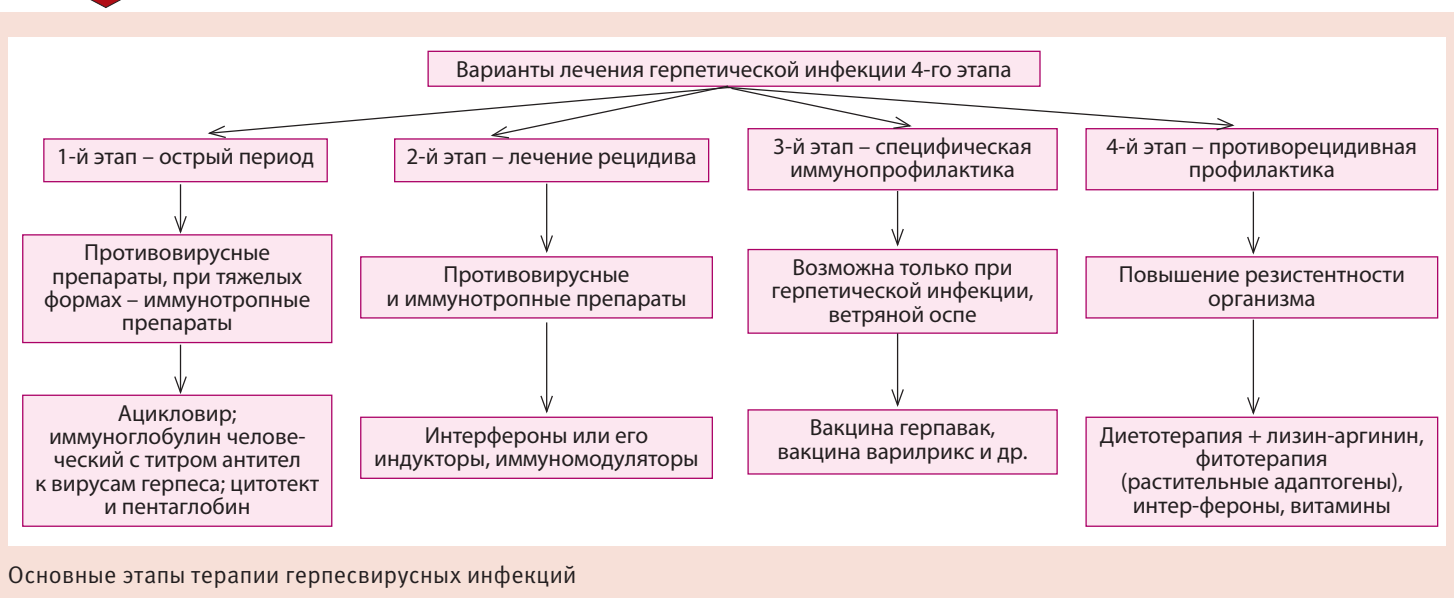 Варианты лечения герпетической инфекции 4-го этапа
1-й этап – острый период
2-й этап – лечение рецидива
3-й этап – специфическая
иммунопрофилактика
4-й этап – противорецидивная
профилактика
Противовирусные
препараты, при тяжелых
формах – иммунотропные
препараты
Противовирусные
и иммунотропные препараты
Возможна только при
герпетической инфекции,
ветряной оспе
Повышение резистентности
организма
Ацикловир;
иммуноглобулин челове-
ческий с титром антител
к вирусам герпеса; цитотект
и пентаглобин
Интерфероны или его
индукторы, иммуномодуляторы
Вакцина герпавак,
вакцина варилрикс и др.
Диетотерапия + лизин-аргинин,
фитотерапия
(растительные адаптогены),
интер-фероны, витамины
Основные этапы терапии герпесвирусных инфекций